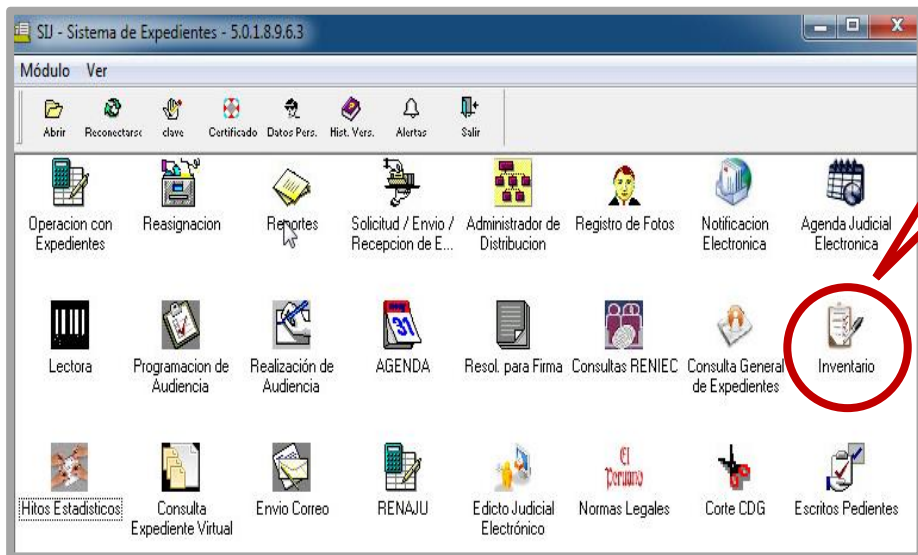 SIJ - Sistema de Expedientes - 5.0.1.8.9.6.3
Módulo Ver
Abrir Reconectarse clave Certificado Datos Pers. Hist. Vers. Alertas Salir
Operacion con Expedientes
Reasignacion
Reportes
Solicitud / Envio / Recepcion de E...
Administrador de Distribucion
Registro de Fotos
Notificacion Electronica
Agenda Judicial Electronica
Lectora
Programacion de Audiencia
Realización de Audiencia
31
AGENDA
Resol. para Firma
Consultas RENIEC
Consulta General de Expedientes
Inventario
Hitos Estadisticos
Consulta Expediente Virtual
Envio Correo
RENAJU
Edicto Judicial Electrónico
El Peruano
Normas Legales
Corte CDG
Escritos Pedientes